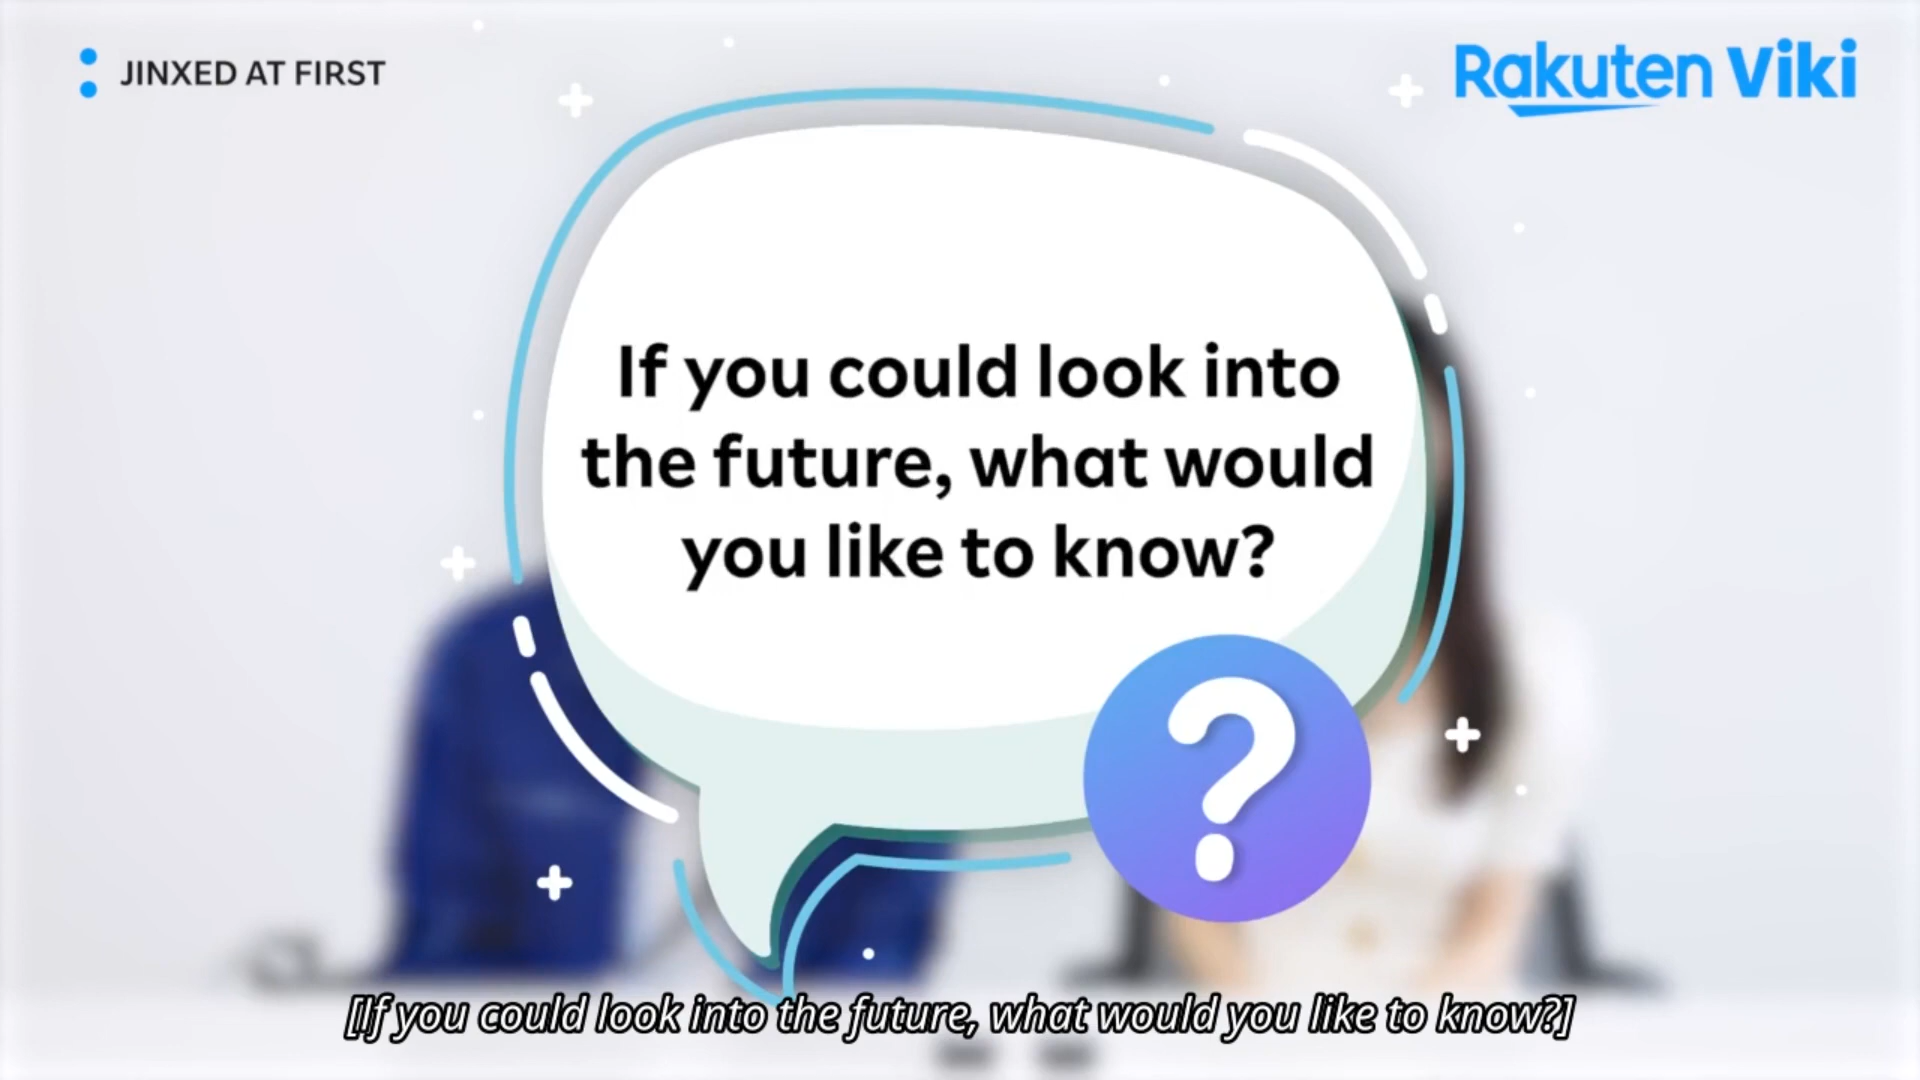 JINXED AT FIRST
Rakuten Viki
If you could look into
the future, what would
you like to know?
?
[If you could look into the future, what would you like to know?]